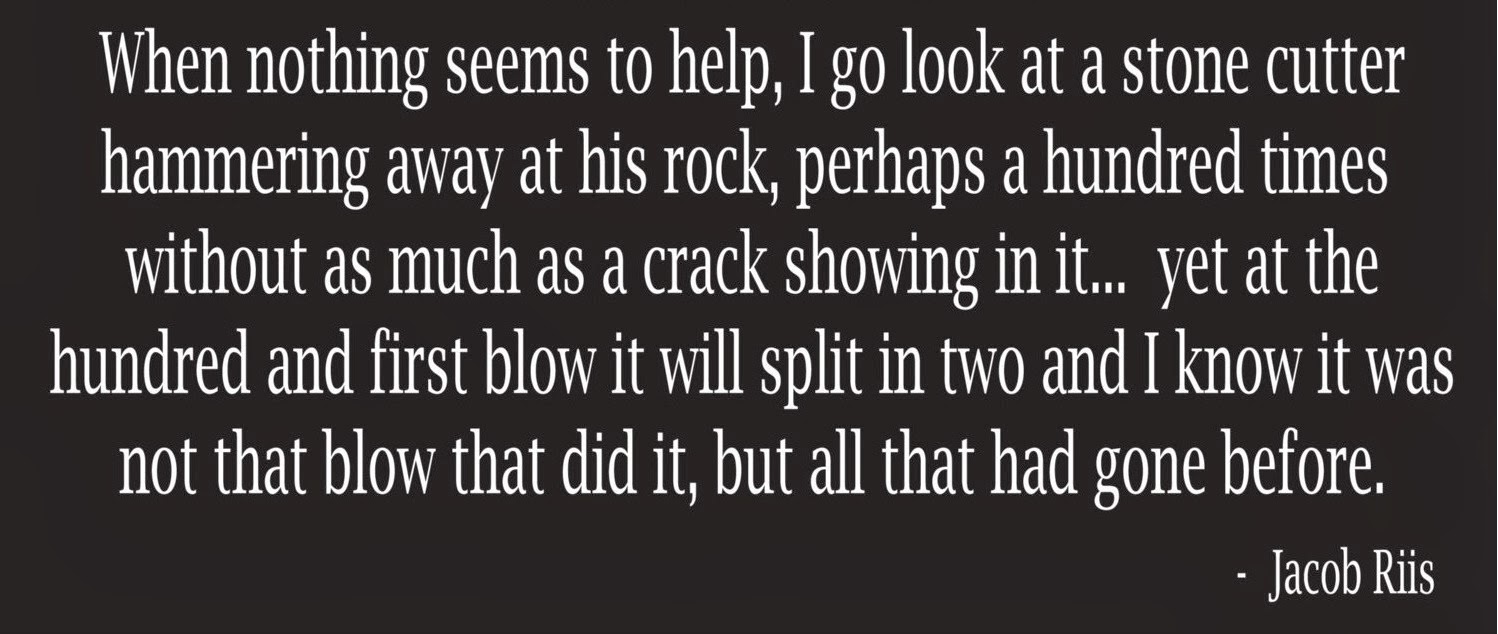 When nothing seems to help, I go look at a stone cutter
hammering away at his rock, perhaps a hundred times
without as much as a crack showing in it...  yet at the
hundred and first blow it will split in two and I know it was
not that blow that did it, but all that had gone before.
- Jacob Riis